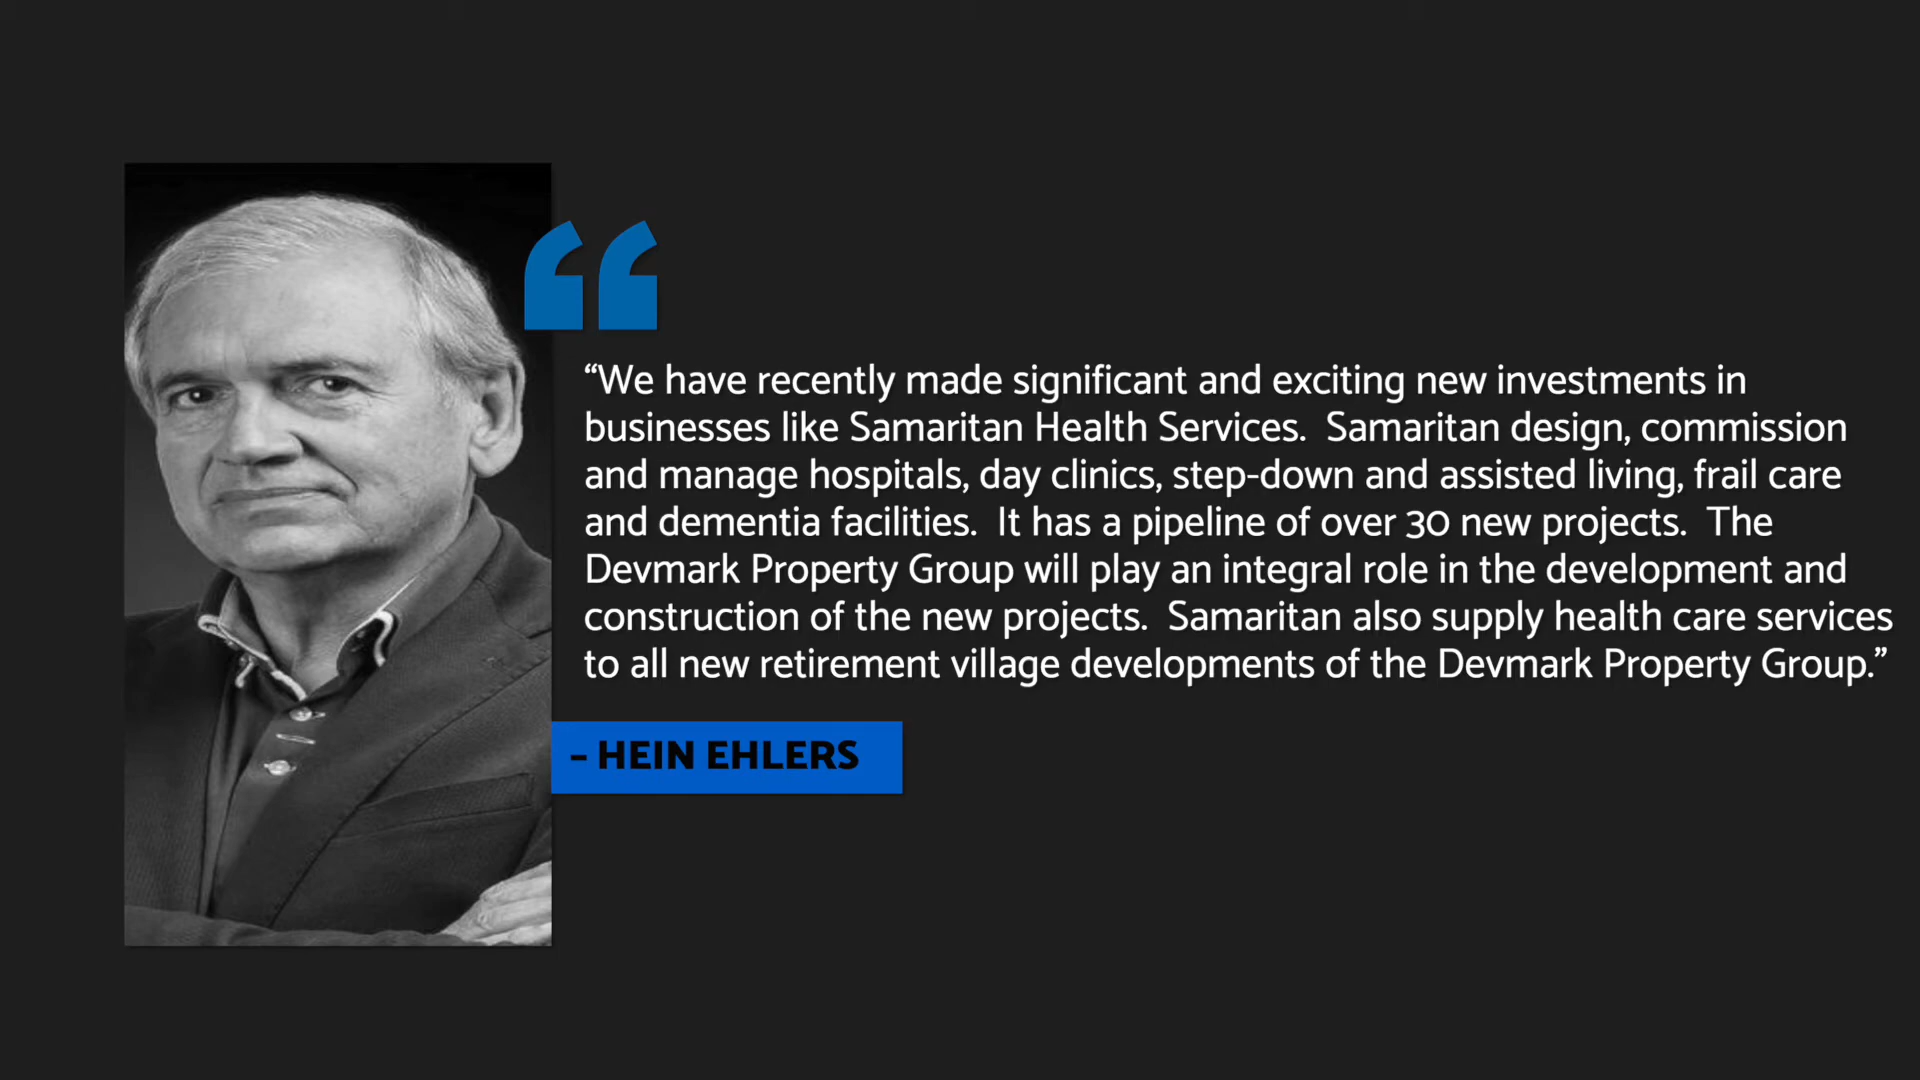 “We have recently made significant and exciting new investments in
businesses like Samaritan Health Services.  Samaritan design, commission
and manage hospitals, day clinics, step-down and assisted living, frail care
and dementia facilities.  It has a pipeline of over 30 new projects.  The
Devmark Property Group will play an integral role in the development and
construction of the new projects.  Samaritan also supply health care services
to all new retirement village developments of the Devmark Property Group.”
– HEIN EHLERS